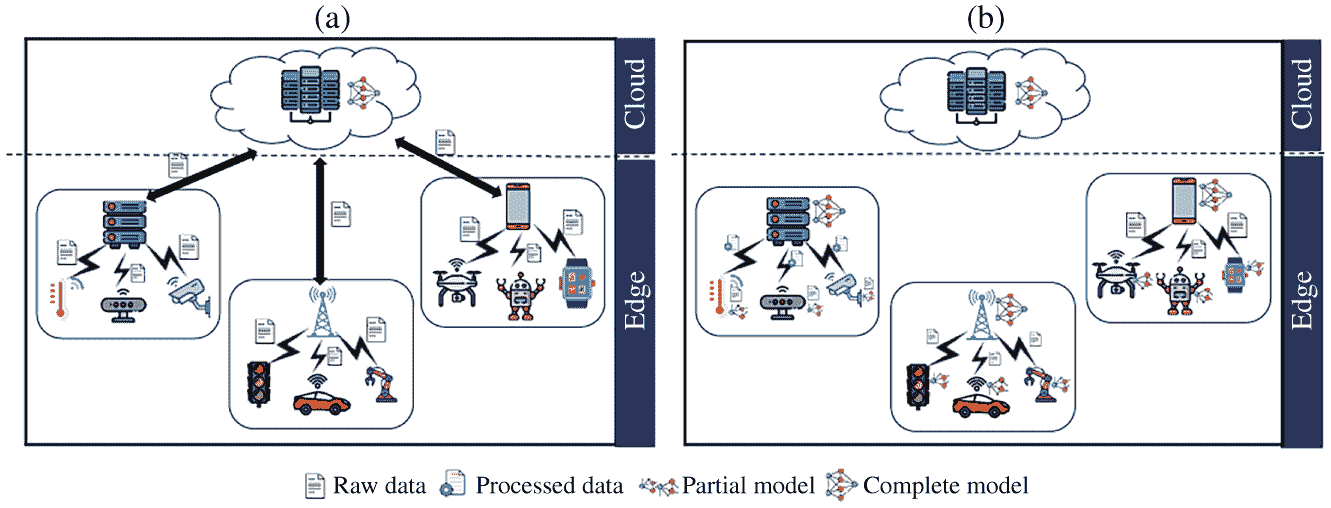 (a)
(b)
Cloud
Cloud
Edge
Edge
Raw data Processed data Partial model Complete model